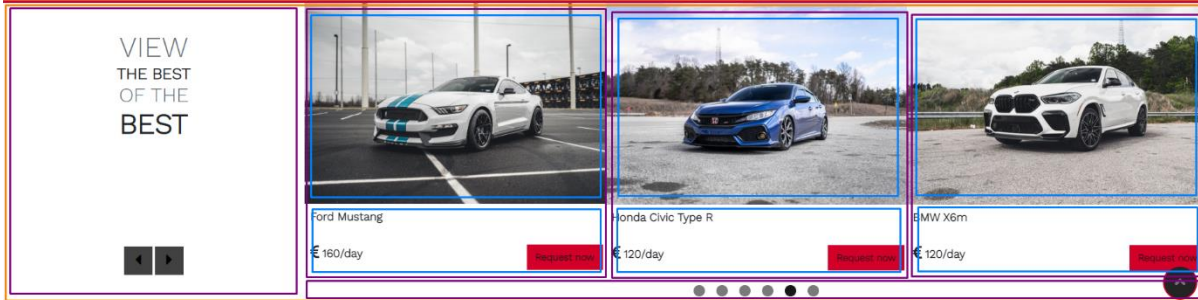 VIEW
THE BEST
OF THE
BEST
Ford Mustang
€ 160/day
Request now
Honda Civic Type R
€ 120/day
Request now
BMW X6m
€ 120/day
Request now